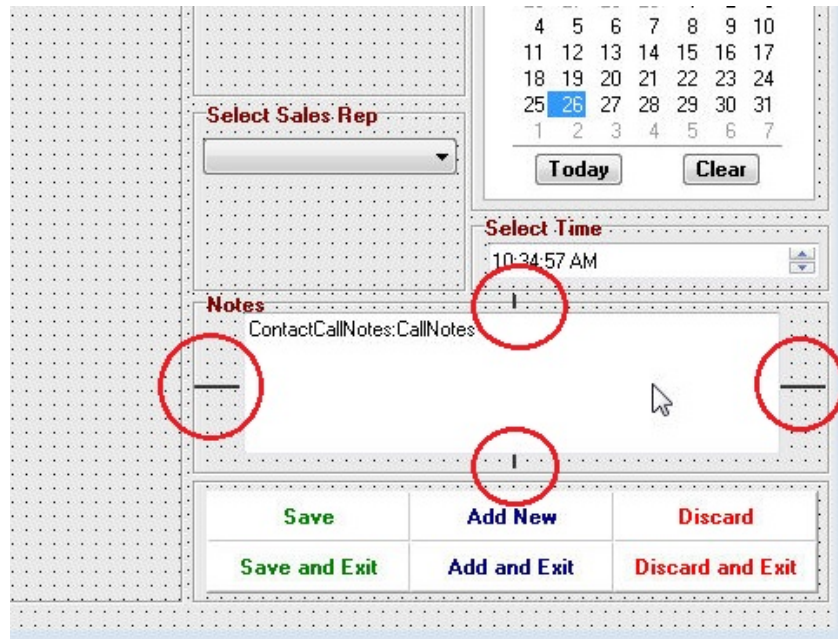 4 5 6 7 8 9 10
11 12 13 14 15 16 17
18 19 20 21 22 23 24
25 26 27 28 29 30 31
1 2 3 4 5 6 7
Today Clear
Select Sales Rep
Select Time
10:34:57 AM
Notes
ContactCallNotes:CallNotes
Save Add New Discard
Save and Exit Add and Exit Discard and Exit